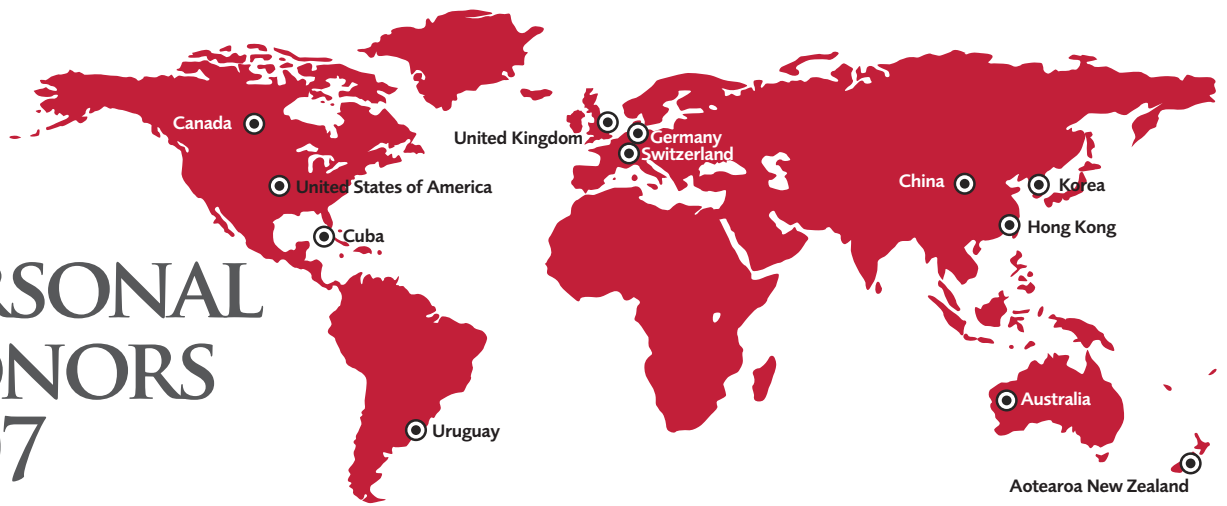 Canada
United Kingdom
Germany
Switzerland
United States of America
China
Korea
Cuba
Hong Kong
RSONAL
NORS
7
Australia
Uruguay
Aotearoa New Zealand